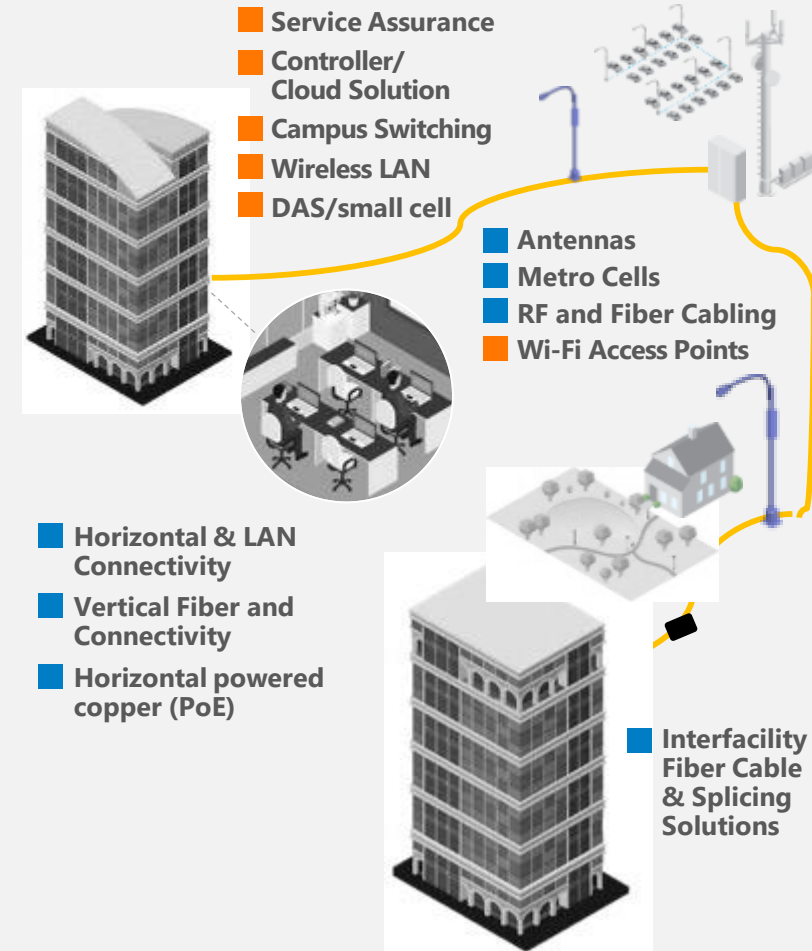 Service Assurance
Controller/
Cloud Solution
Campus Switching
Wireless LAN
DAS/small cell
Antennas
Metro Cells
RF and Fiber Cabling
Wi-Fi Access Points
Horizontal & LAN
Connectivity
Vertical Fiber and
Connectivity
Horizontal powered
copper (PoE)
Interfacility
Fiber Cable
& Splicing
Solutions